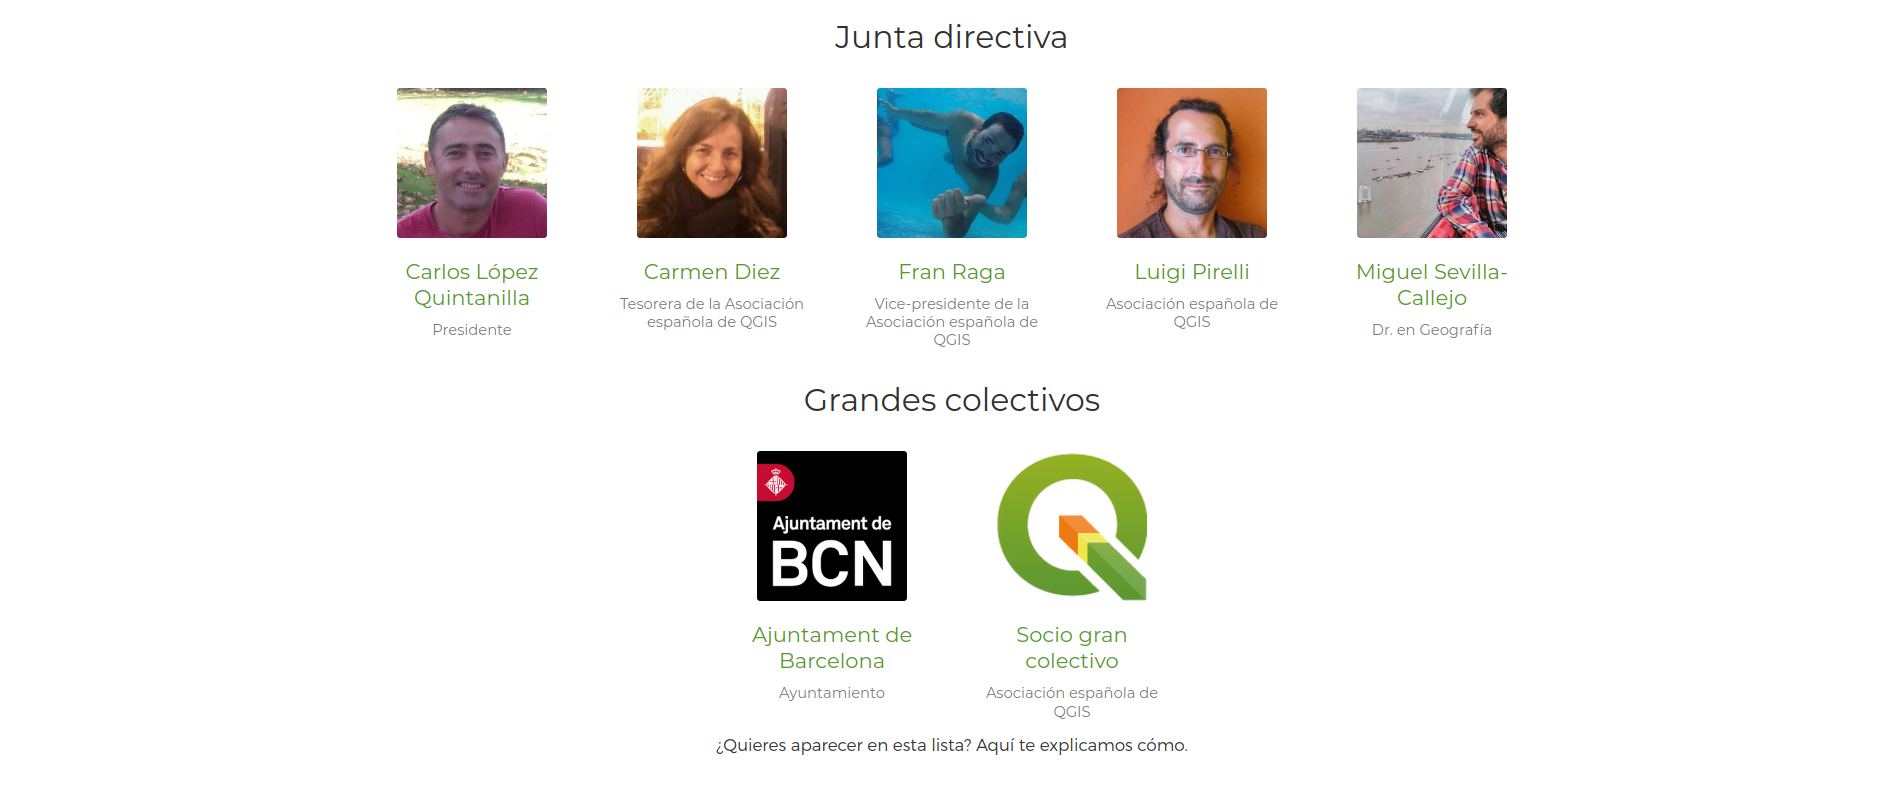 Junta directiva
Carlos López
Quintanilla
Presidente
Carmen Diez
Tesorera de la Asociación
española de QGIS
Fran Raga
Vice-presidente de la
Asociación española de
QGIS
Luigi Pirelli
Asociación española de
QGIS
Miguel Sevilla-
Callejo
Dr. en Geografía
Grandes colectivos
Ajuntament de
BCN
Ajuntament de
Barcelona
Ayuntamiento
Socio gran
colectivo
Asociación española de
QGIS
¿Quieres aparecer en esta lista? Aquí te explicamos cómo.